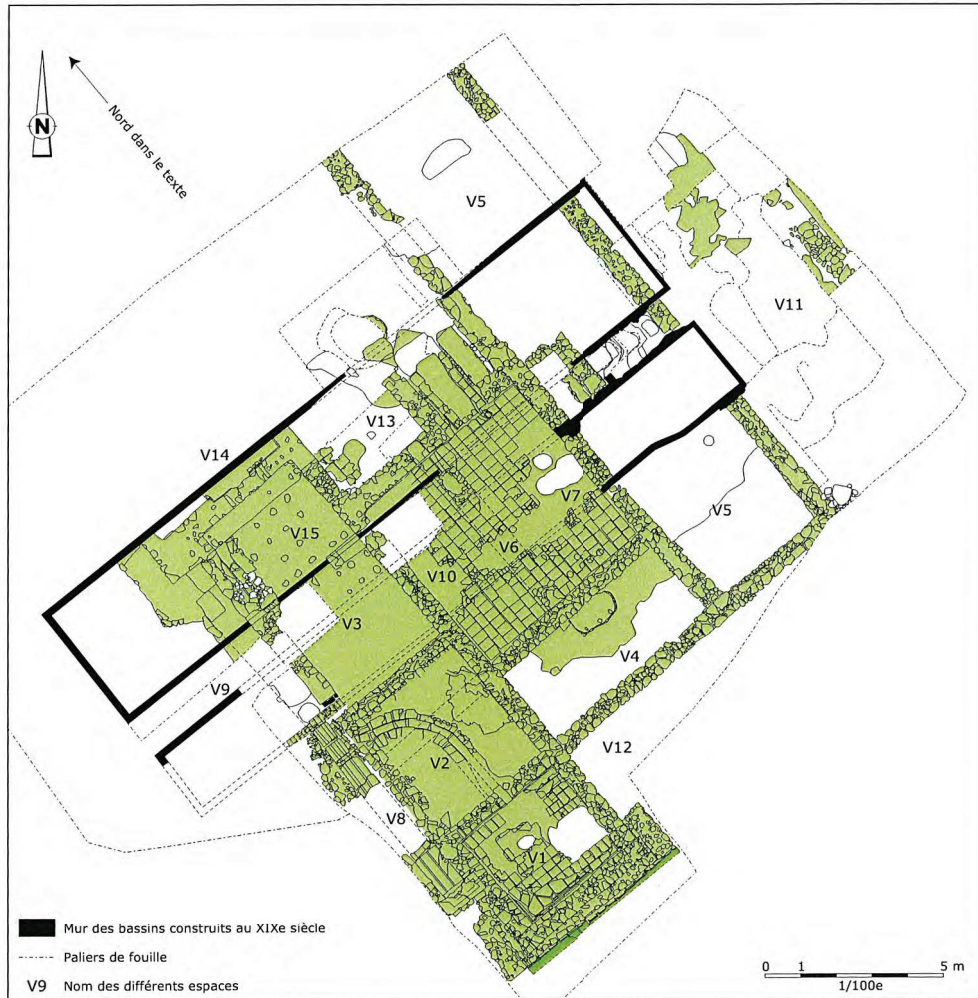 N
Nord dans le texte
V5
V11
V13
V14
V7
V15
V5
V6
V10
V3
V4
V9
V12
V2
V8
V1
Mur des bassins construits au XIXe siècle
Paliers de fouille
V9 Nom des différents espaces
0 1 5 m
1/100e